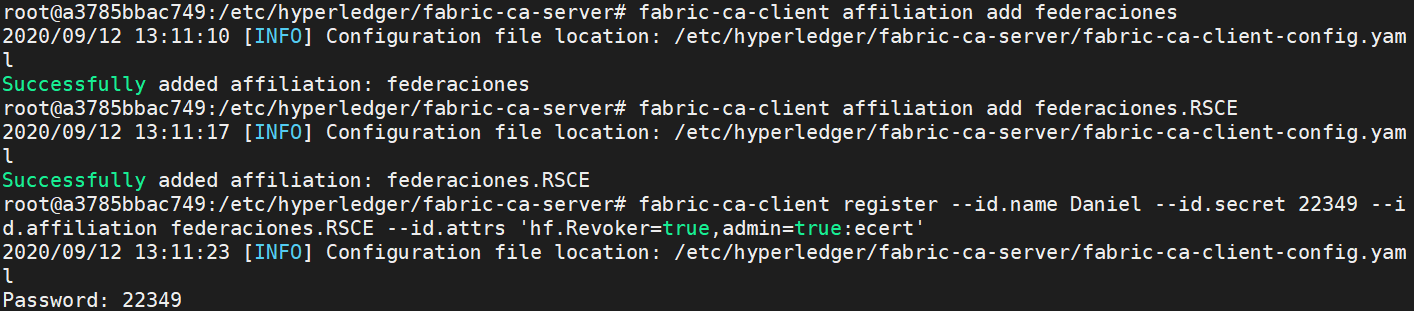 root@a3785bbac749:/etc/hyperledger/fabric-ca-server# fabric-ca-client affiliation add federaciones
2020/09/12 13:11:10 [INFO] Configuration file location: /etc/hyperledger/fabric-ca-server/fabric-ca-client-config.yam
l
Successfully added affiliation: federaciones
root@a3785bbac749:/etc/hyperledger/fabric-ca-server# fabric-ca-client affiliation add federaciones.RSCE
2020/09/12 13:11:17 [INFO] Configuration file location: /etc/hyperledger/fabric-ca-server/fabric-ca-client-config.yam
l
Successfully added affiliation: federaciones.RSCE
root@a3785bbac749:/etc/hyperledger/fabric-ca-server# fabric-ca-client register --id.name Daniel --id.secret 22349 --i
d.affiliation federaciones.RSCE --id.attrs 'hf.Revoker=true,admin=true:ecert'
2020/09/12 13:11:23 [INFO] Configuration file location: /etc/hyperledger/fabric-ca-server/fabric-ca-client-config.yam
l
Password: 22349